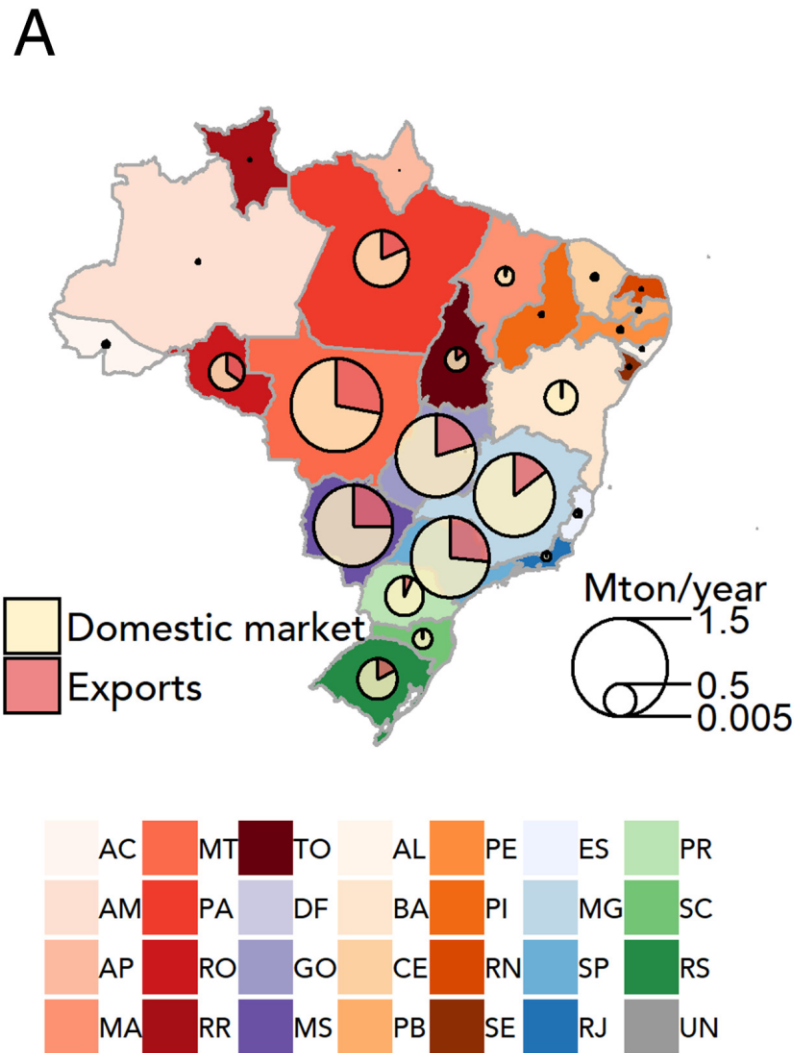 A
Domestic market
Exports
Mton/year
1.5
0.5
0.005
AC MT TO AL PE ES PR
AM PA DF BA PI MG SC
AP RO GO CE RN SP RS
MA RR MS PB SE RJ UN